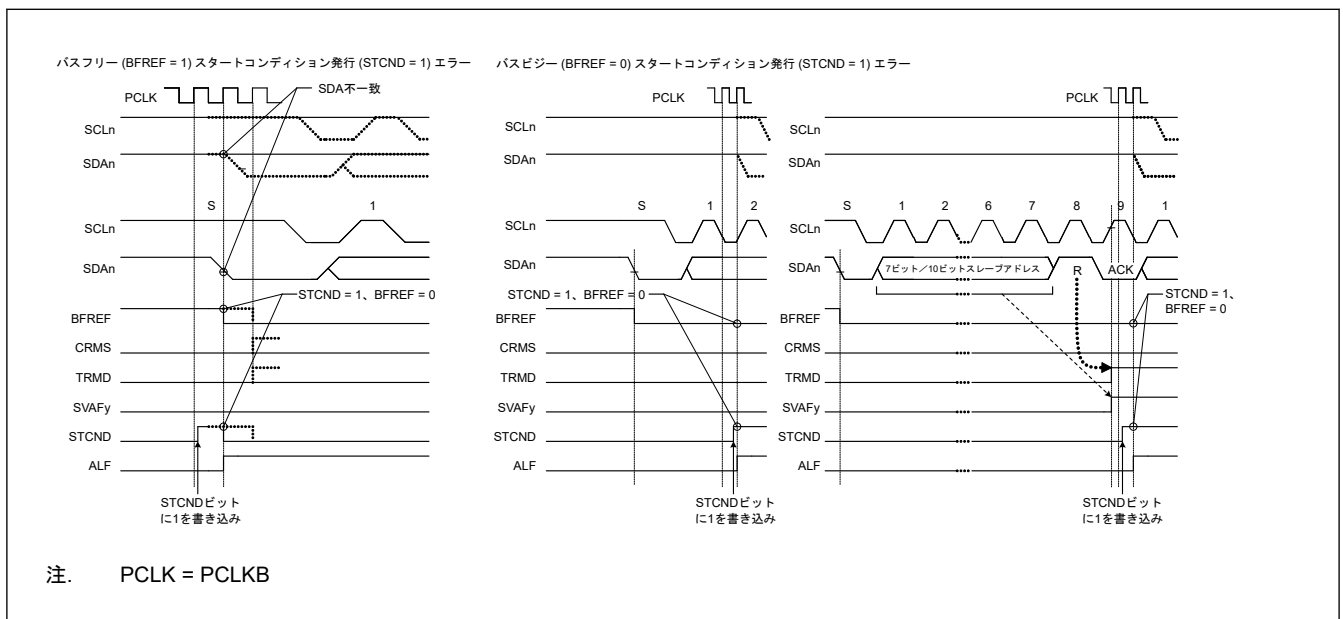 バスフリー (BFREF = 1) スタートコンディション発行 (STCND = 1) エラー
PCLK
SDA不一致
SCLn
SDAn
S
1
SCLn
SDAn
STCND = 1、BFREF = 0
BFREF
CRMS
TRMD
SVAFy
STCND
ALF
STCNDビット
に1を書き込み
バスビジー (BFREF = 0) スタートコンディション発行 (STCND = 1) エラー
PCLK
SCLn
SDAn
S
1
2
SCLn
SDAn
STCND = 1、BFREF = 0
BFREF
CRMS
TRMD
SVAFy
STCND
ALF
STCNDビット
に1を書き込み
PCLK
SCLn
SDAn
S
1
2
6
7
8
9
1
SCLn
SDAn
7ビット／10ビットスレーブアドレス
R
ACK
STCND = 1、
BFREF = 0
BFREF
CRMS
TRMD
SVAFy
STCND
ALF
STCNDビット
に1を書き込み
注. PCLK = PCLKB